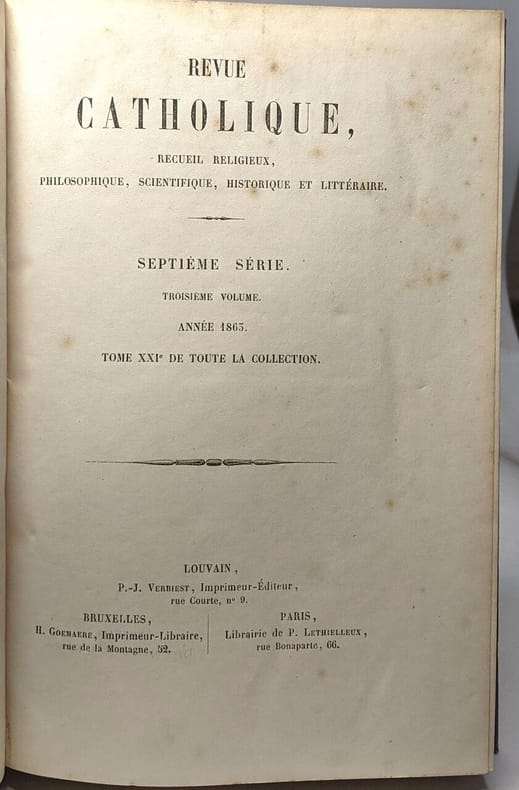 REVUE
CATHOLIQUE,
RECUEIL RELIGIEUX,
PHILOSOPHIQUE, SCIENTIFIQUE, HISTORIQUE ET LITTÉRAIRE.
SEPTIÈME SÉRIE.
TROISIÈME VOLUME.
ANNÉE 1863.
TOME XXIe DE TOUTE LA COLLECTION.
LOUVAIN,
P.-J. VERBIEST, Imprimeur-Éditeur,
rue Courte, no 9.
BRUXELLES,
H. GOEMAERE, Imprimeur-Libraire,
rue de la Montagne, 52.
PARIS,
Librairie de P. LETHIELLEUX,
rue Bonaparte, 66.